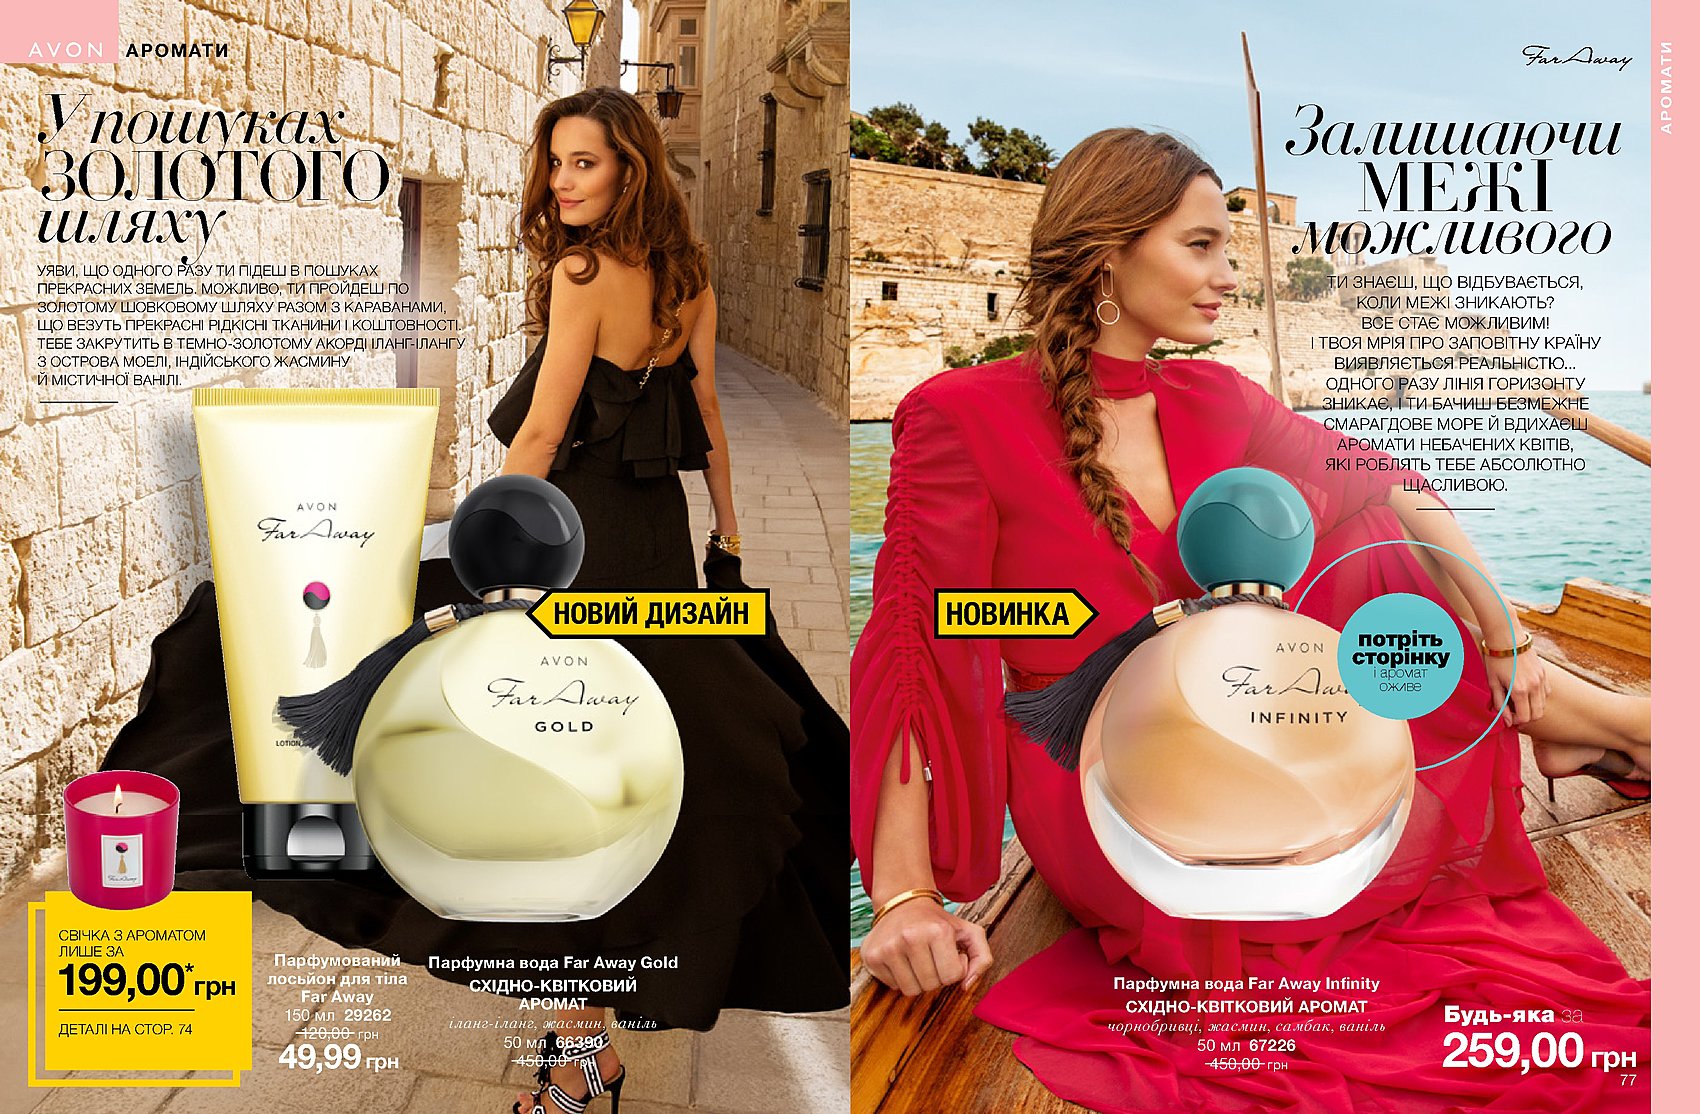 AVON АРОМАТИ
У пошуках
ЗОЛОТОГО
шляху
УЯВИ, ЩО ОДНОГО РАЗУ ТИ ПІДЕШ В ПОШУКАХ
ПРЕКРАСНИХ ЗЕМЕЛЬ. МОЖЛИВО, ТИ ПРОЙДЕШ ПО
ЗОЛОТОМУ ШОВКОВОМУ ШЛЯХУ РАЗОМ З КАРАВАНАМИ,
ЩО ВЕЗУТЬ ПРЕКРАСНІ РІДКІСНІ ТКАНИНИ І КОШТОВНОСТІ.
ТЕБЕ ЗАКРУТИТЬ В ТЕМНО-ЗОЛОТОМУ АКОРДІ ІЛАНГ-ІЛАНГУ
З ОСТРОВА МОЕЛІ, ІНДІЙСЬКОГО ЖАСМИНУ
Й МІСТИЧНОЇ ВАНІЛІ.
AVON
Far Away
LOTION
НОВИЙ ДИЗАЙН
AVON
Far Away
GOLD
Far Away
СВІЧКА З АРОМАТОМ
ЛИШЕ ЗА
199,00* грн
ДЕТАЛІ НА СТОР. 74
Парфумований
лосьйон для тіла
Far Away
150 мл 29262
120,00 грн
49,99 грн
Парфумна вода Far Away Gold
СХІДНО-КВІТКОВИЙ
АРОМАТ
іланг-іланг, жасмин, ваніль
50 мл 66390
450,00 грн
Far Away
АРОМАТИ
Залишаючи
МЕЖІ
можливого
ТИ ЗНАЄШ, ЩО ВІДБУВАЄТЬСЯ,
КОЛИ МЕЖІ ЗНИКАЮТЬ?
ВСЕ СТАЄ МОЖЛИВИМ!
І ТВОЯ МРІЯ ПРО ЗАПОВІТНУ КРАЇНУ
ВИЯВЛЯЄТЬСЯ РЕАЛЬНІСТЮ...
ОДНОГО РАЗУ ЛІНІЯ ГОРИЗОНТУ
ЗНИКАЄ, І ТИ БАЧИШ БЕЗМЕЖНЕ
СМАРАГДОВЕ МОРЕ Й ВДИХАЄШ
АРОМАТИ НЕБАЧЕНИХ КВІТІВ,
ЯКІ РОБЛЯТЬ ТЕБЕ АБСОЛЮТНО
ЩАСЛИВОЮ.
НОВИНКА
AVON
Far Aw
INFINITY
потріть
сторінку
і аромат
оживе
Парфумна вода Far Away Infinity
СХІДНО-КВІТКОВИЙ АРОМАТ
чорнобривці, жасмин, самбак, ваніль
50 мл 67226
450,00 грн
Будь-яка за
259,00 грн
77